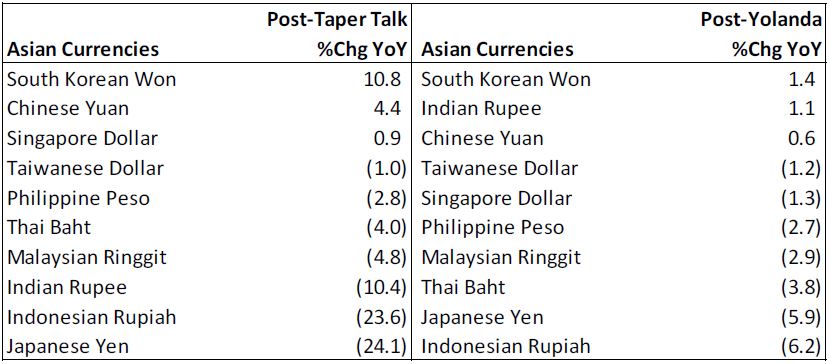 Post-Taper Talk Post-Yolanda
Asian Currencies %Chg YoY Asian Currencies %Chg YoY
South Korean Won 10.8 South Korean Won 1.4
Chinese Yuan 4.4 Indian Rupee 1.1
Singapore Dollar 0.9 Chinese Yuan 0.6
Taiwanese Dollar (1.0) Taiwanese Dollar (1.2)
Philippine Peso (2.8) Singapore Dollar (1.3)
Thai Baht (4.0) Philippine Peso (2.7)
Malaysian Ringgit (4.8) Malaysian Ringgit (2.9)
Indian Rupee (10.4) Thai Baht (3.8)
Indonesian Rupiah (23.6) Japanese Yen (5.9)
Japanese Yen (24.1) Indonesian Rupiah (6.2)